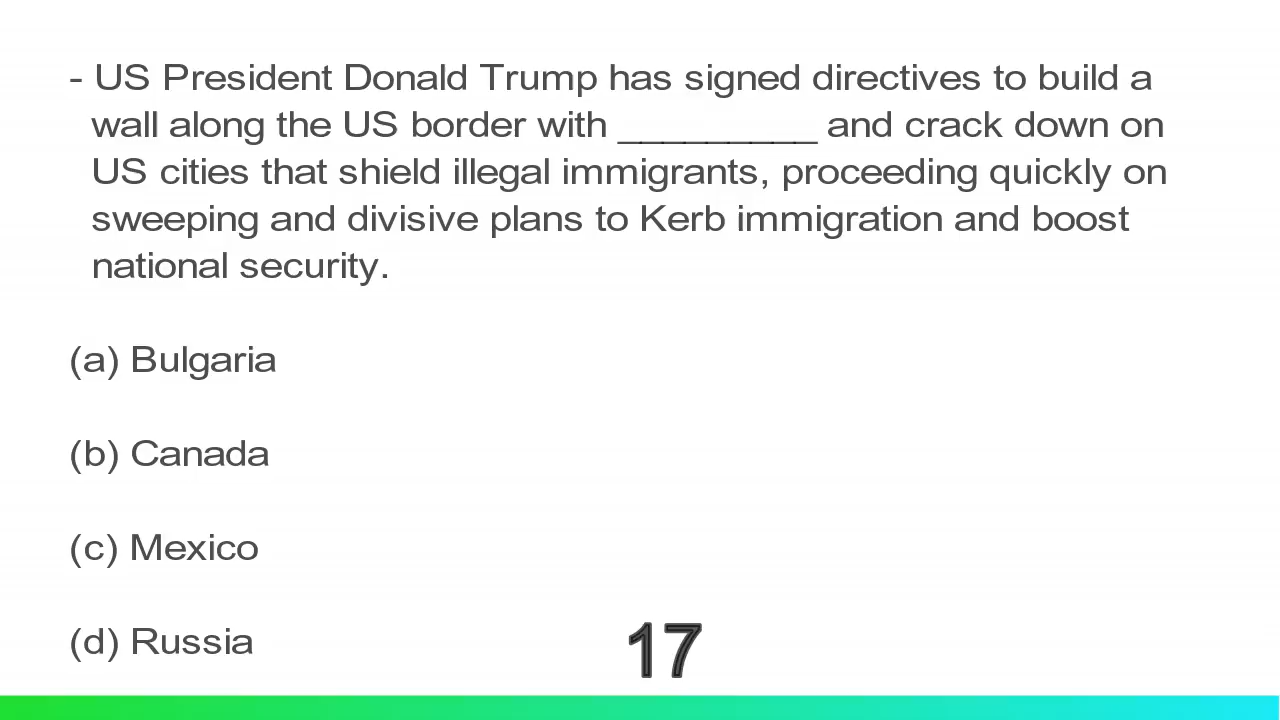 - US President Donald Trump has signed directives to build a
wall along the US border with __________ and crack down on
US cities that shield illegal immigrants, proceeding quickly on
sweeping and divisive plans to Kerb immigration and boost
national security.
(a) Bulgaria
(b) Canada
(c) Mexico
(d) Russia
17